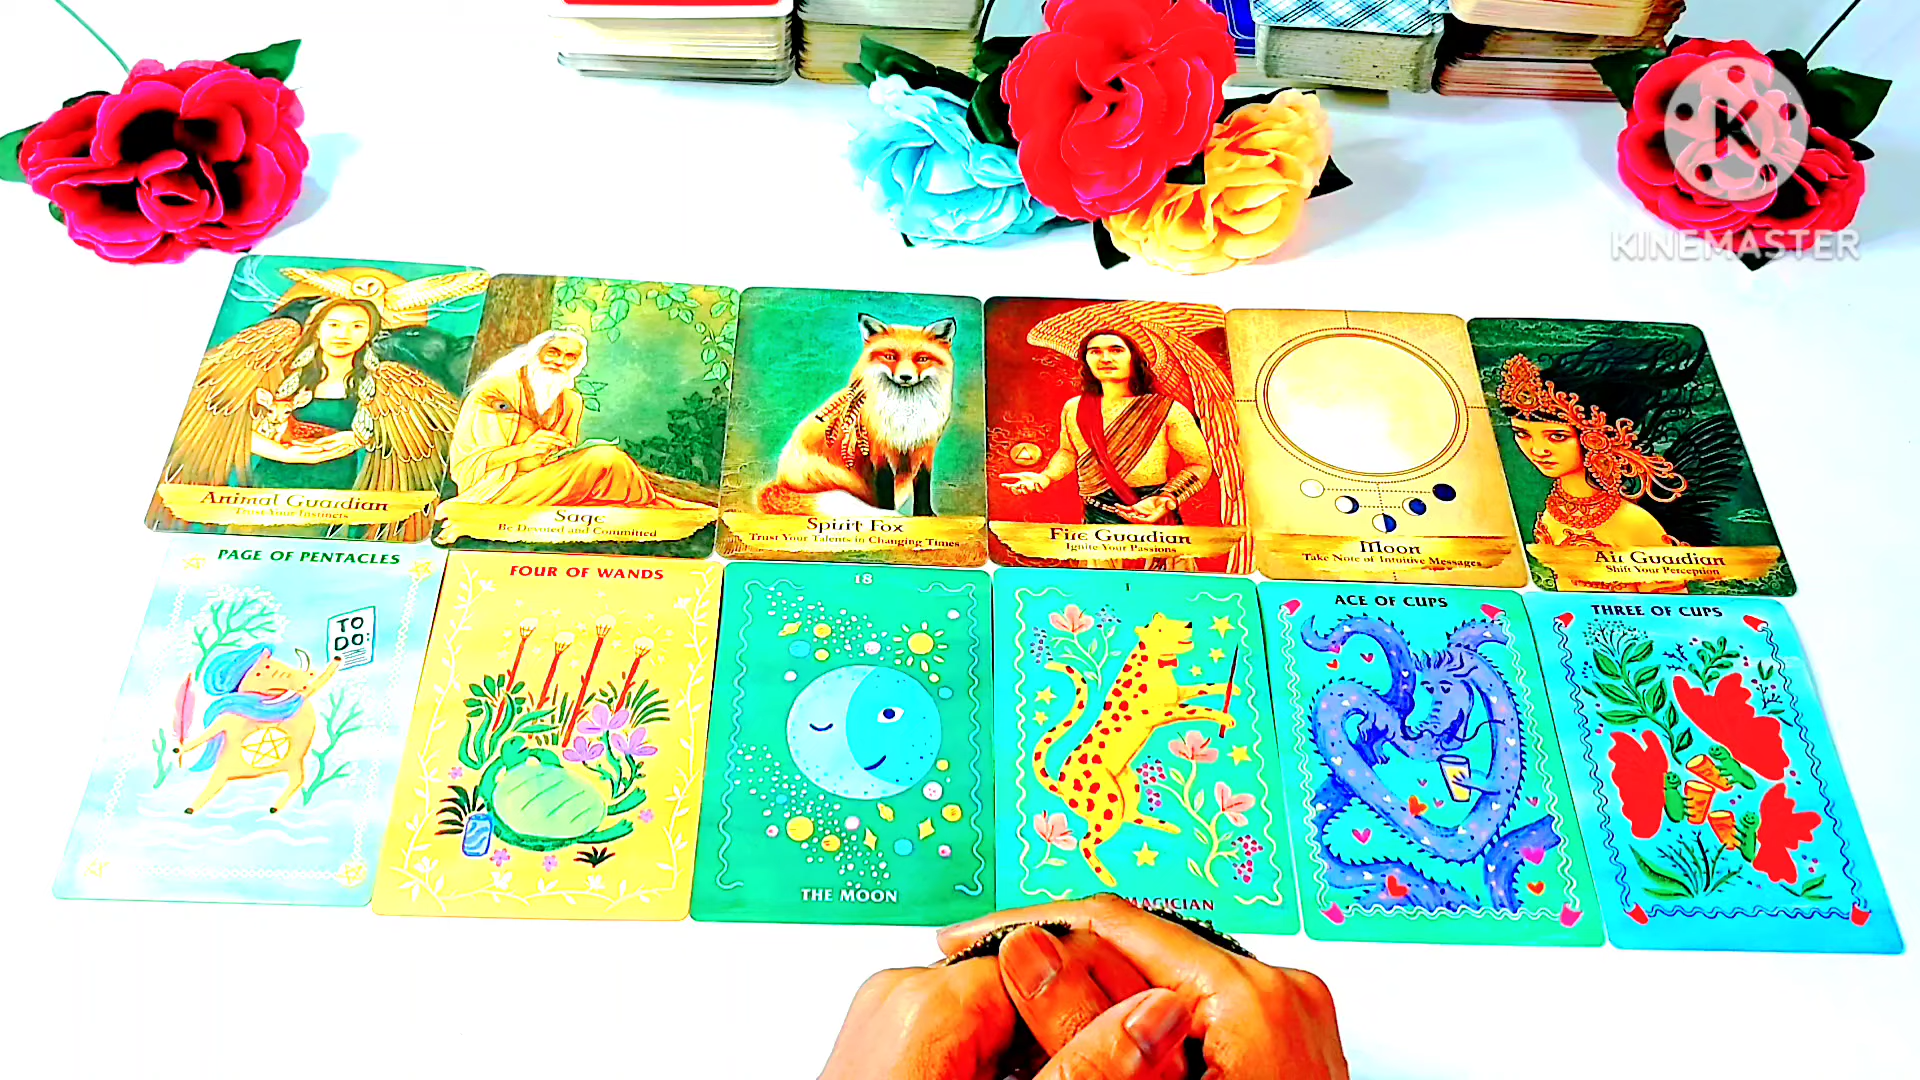 K
KINEMASTER
Animal Guardian
Trust Your Instincts
Sage
Be Devoted and Committed
Spirit Fox
Trust Your Talents in Changing Times
Fire Guardian
Ignite Your Passions
Moon
Take Note of Intuitive Messages
Air Guardian
Shift Your Perception
PAGE OF PENTACLES
TO
DO:
FOUR OF WANDS
18
THE MOON
I
MAGICIAN
ACE OF CUPS
THREE OF CUPS